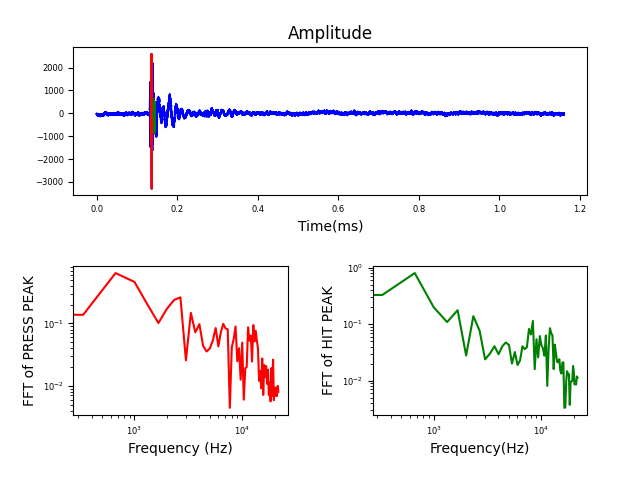 Amplitude
2000
1000
0
−1000
−2000
−3000
0.0 0.2 0.4 0.6 0.8 1.0 1.2
Time(ms)
FFT of PRESS PEAK
10⁻¹
10⁻²
10³ 10⁴
Frequency (Hz)
FFT of HIT PEAK
10⁰
10⁻¹
10⁻²
10³ 10⁴
Frequency(Hz)